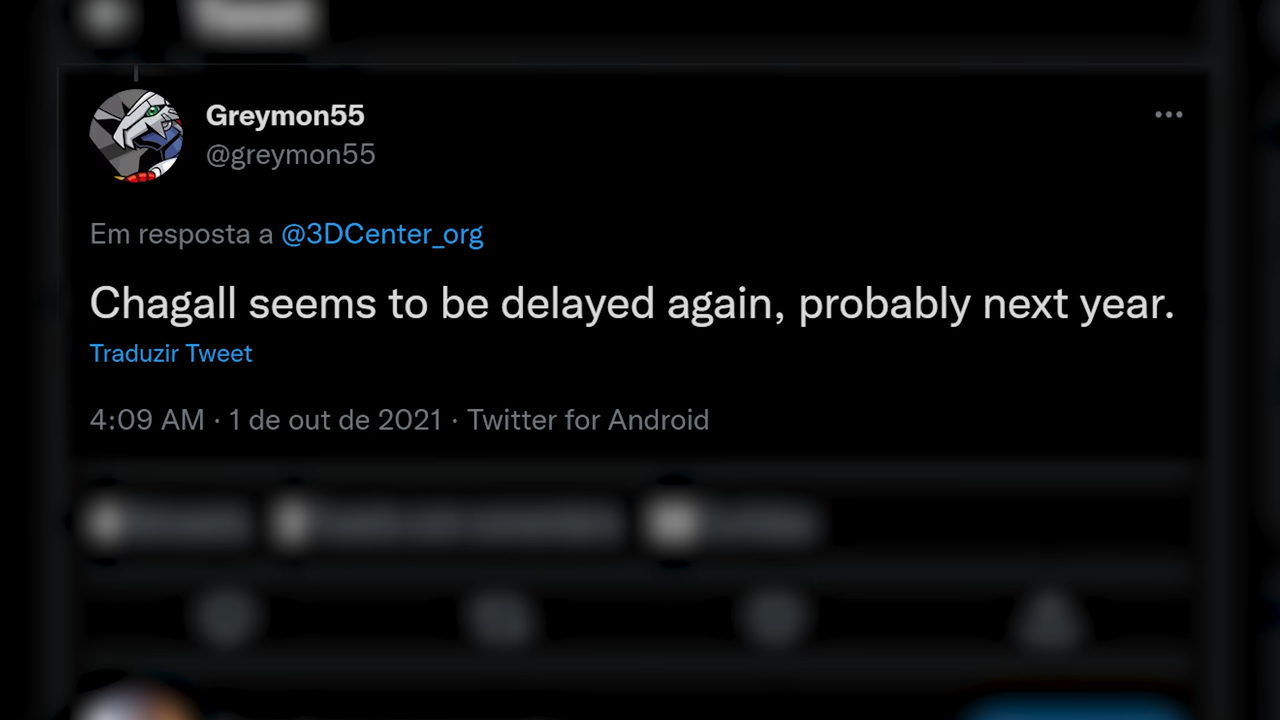 Greymon55
@greymon55
Em resposta a @3DCenter_org
Chagall seems to be delayed again, probably next year.
Traduzir Tweet
4:09 AM · 1 de out de 2021 · Twitter for Android